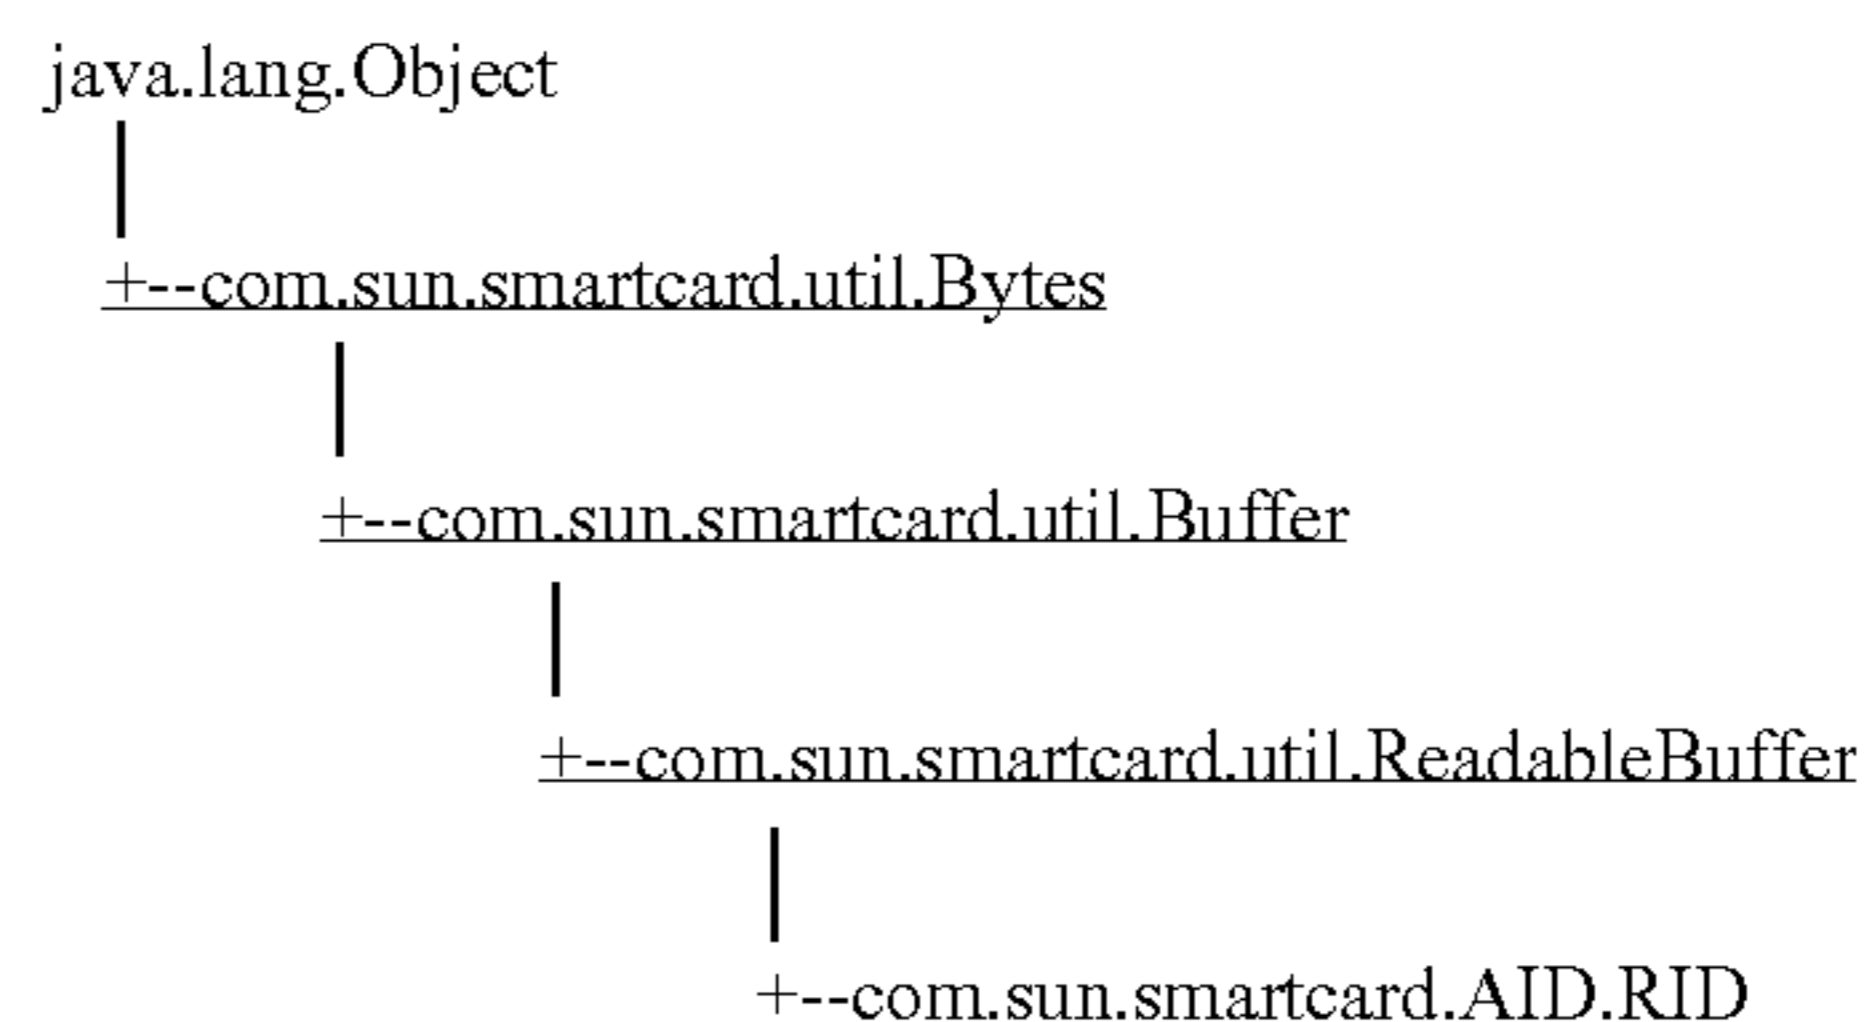 java.lang.Object
+--com.sun.smartcard.util.Bytes
+--com.sun.smartcard.util.Buffer
+--com.sun.smartcard.util.ReadableBuffer
+--com.sun.smartcard.AID.RID